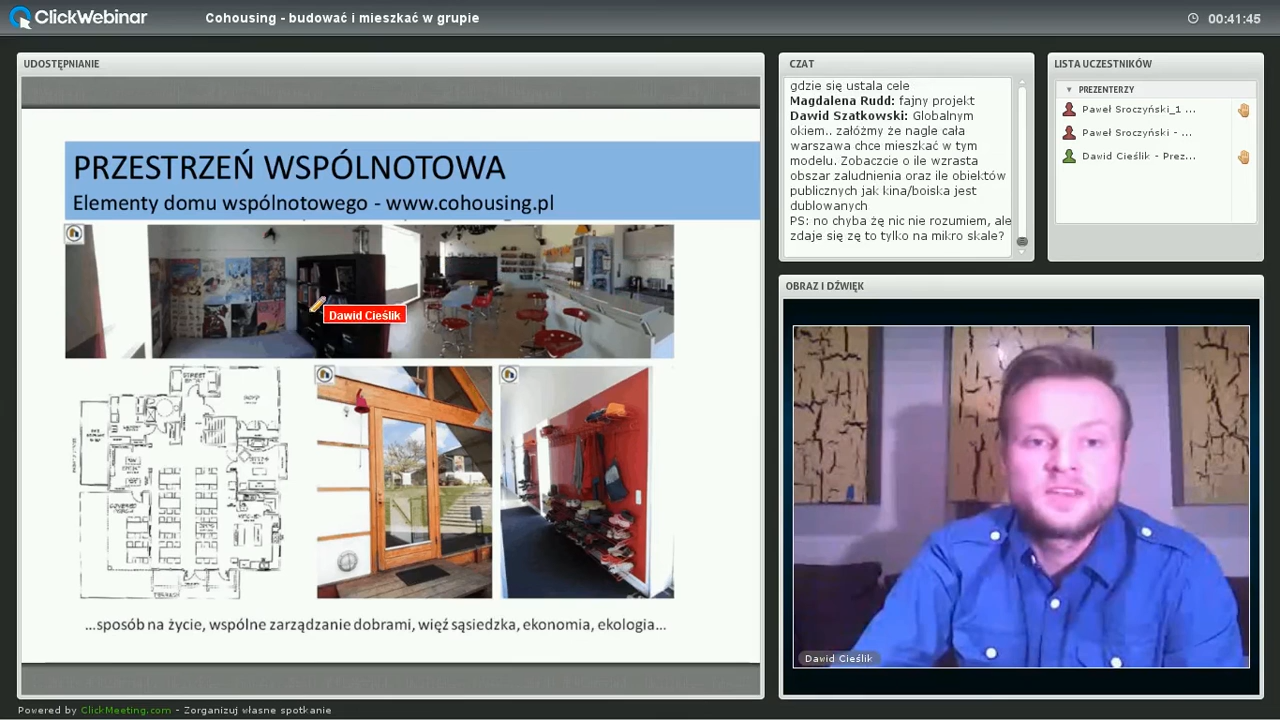 ClickWebinar
Cohousing - budować i mieszkać w grupie
00:41:45
UDOSTĘPNIANIE
PRZESTRZEŃ WSPÓLNOTOWA
Elementy domu wspólnotowego - www.cohousing.pl
Dawid Cieślik
...sposób na życie, wspólne zarządzanie dobrami, więź sąsiedzka, ekonomia, ekologia...
CZAT
gdzie się ustala cele
Magdalena Rudd: fajny projekt
Dawid Szatkowski: Globalnym
okiem.. załóżmy że nagle cała
warszawa chce mieszkać w tym
modelu. Zobaczcie o ile wzrasta
obszar zaludnienia oraz ile obiektów
publicznych jak kina/boiska jest
dublowanych
PS: no chyba żę nic nie rozumiem, ale
zdaje się zę to tylko na mikro skale?
LISTA UCZESTNIKÓW
PREZENTERZY
Paweł Sroczyński_1 ...
Paweł Sroczyński - ...
Dawid Cieślik - Prez...
OBRAZ I DŹWIĘK
Dawid Cieślik
Powered by ClickMeeting.com - Zorganizuj własne spotkanie